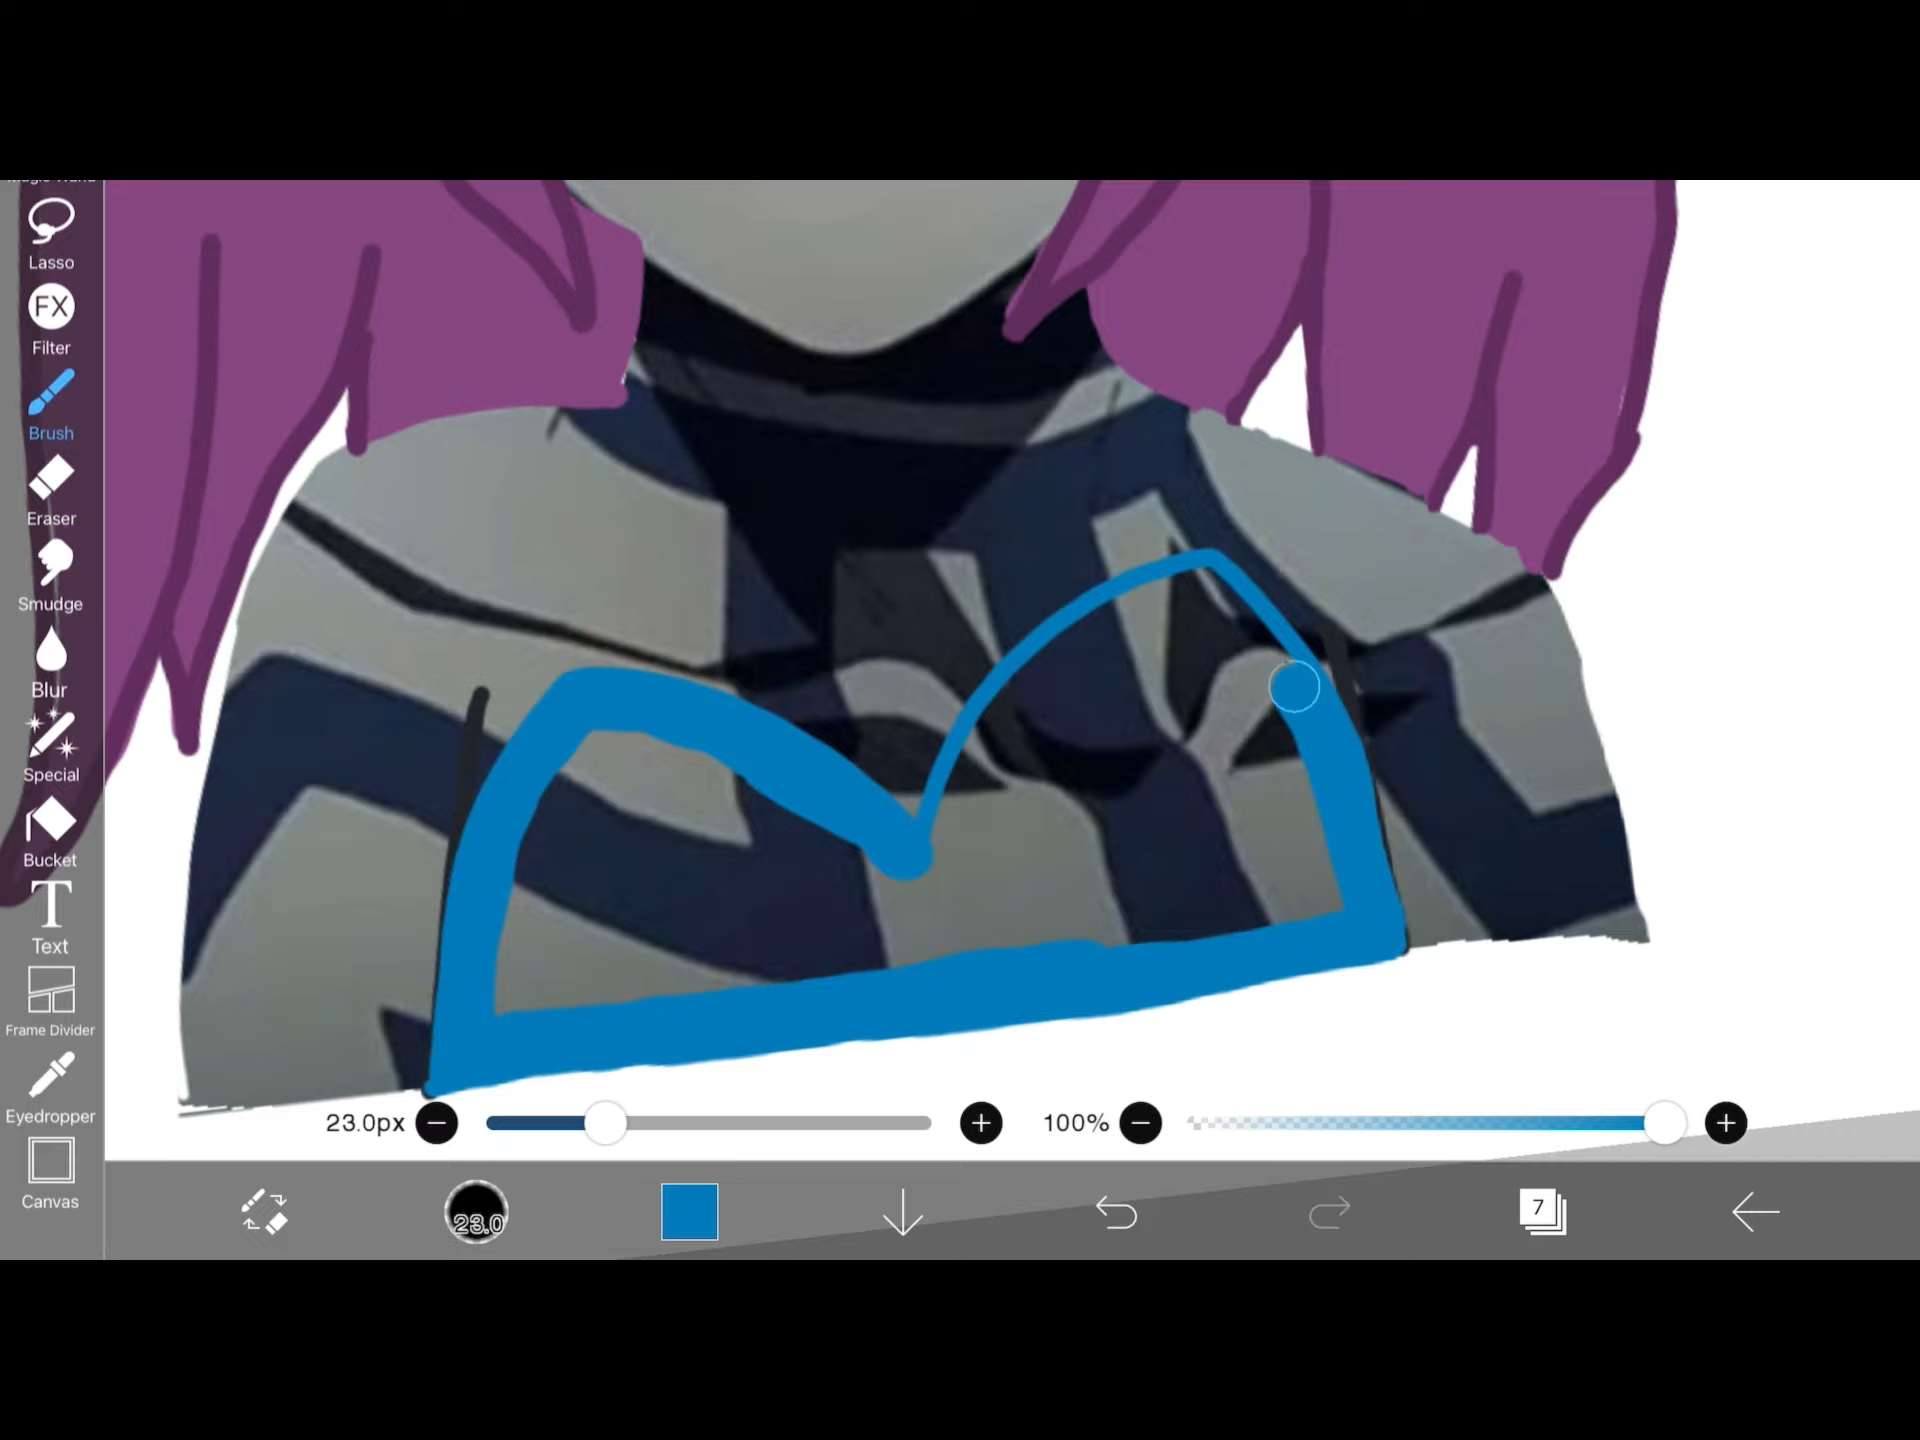 Lasso
FX
Filter
Brush
Eraser
Smudge
Blur
Special
Bucket
T
Text
Frame Divider
Eyedropper
Canvas
23.0px
100%
23.0
7